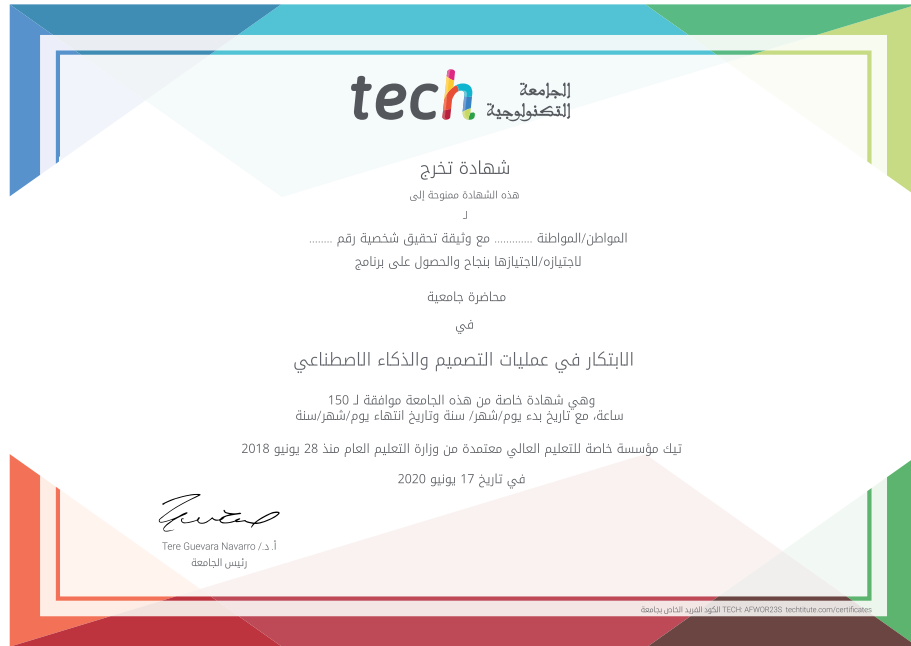 tech الجامعة
التكنولوجية
شهادة تخرج
هذه الشهادة ممنوحة إلى
لـ
المواطن/المواطنة ............. مع وثيقة تحقيق شخصية رقم ........
لاجتيازه/لاجتيازها بنجاح والحصول على برنامج
محاضرة جامعية
في
الابتكار في عمليات التصميم والذكاء الاصطناعي
وهي شهادة خاصة من هذه الجامعة موافقة لـ 150
ساعة، مع تاريخ بدء يوم/شهر/ سنة وتاريخ انتهاء يوم/شهر/سنة
تيك مؤسسة خاصة للتعليم العالي معتمدة من وزارة التعليم العام منذ 28 يونيو 2018
في تاريخ 17 يونيو 2020
أ. د./ Tere Guevara Navarro
رئيس الجامعة
الكود الفريد الخاص بجامعة TECH: AFWOR23S techtitute.com/certificates